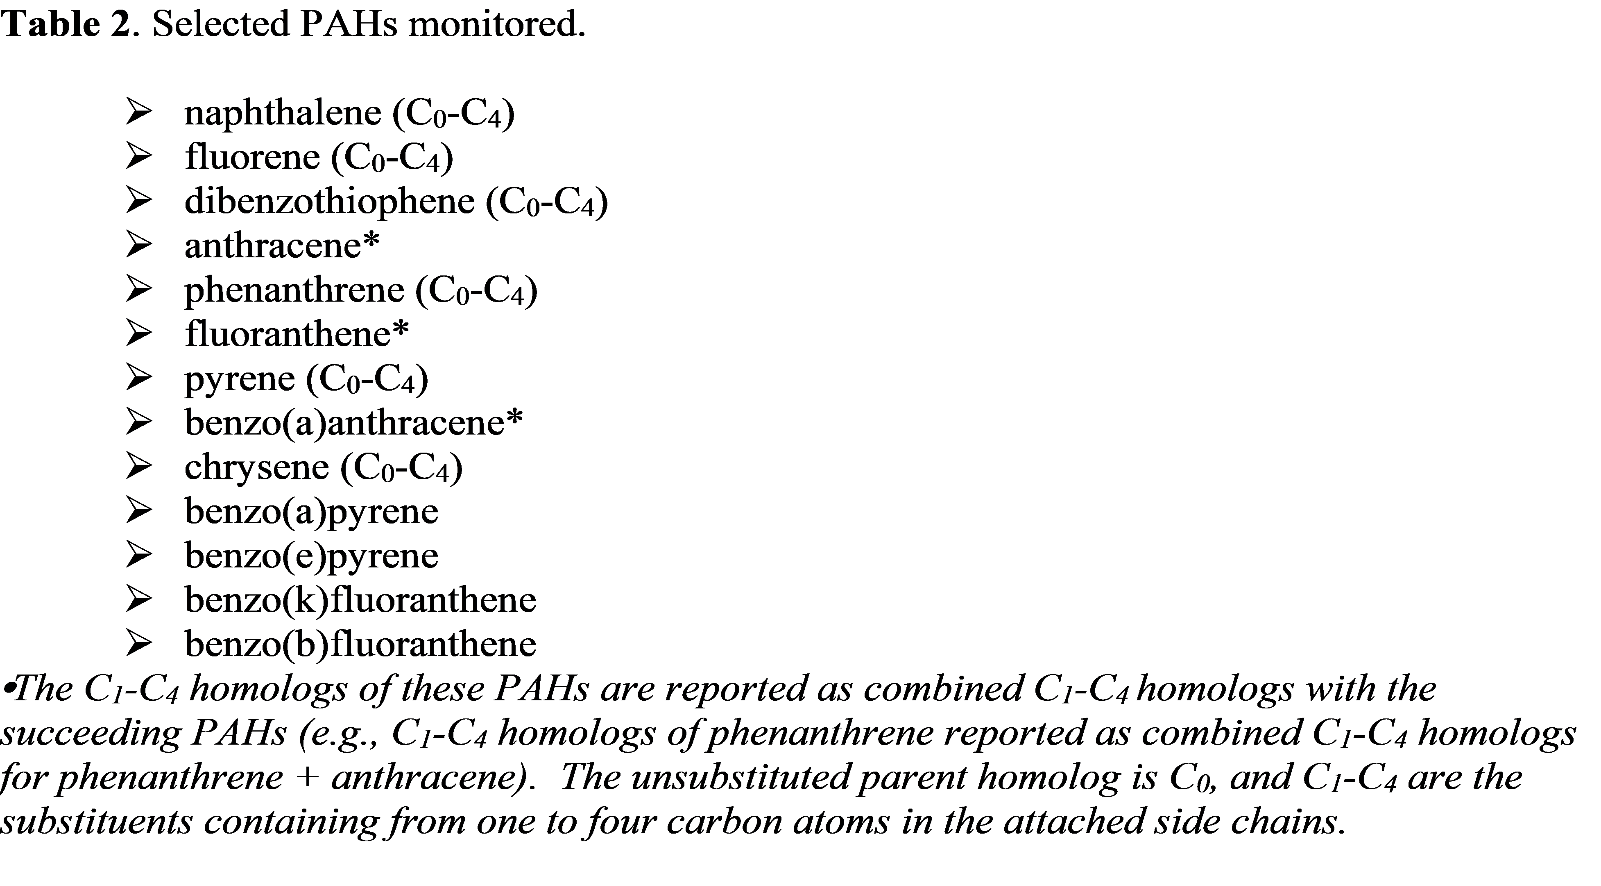 Table 2. Selected PAHs monitored.
➢ naphthalene (C₀-C₄)
➢ fluorene (C₀-C₄)
➢ dibenzothiophene (C₀-C₄)
➢ anthracene*
➢ phenanthrene (C₀-C₄)
➢ fluoranthene*
➢ pyrene (C₀-C₄)
➢ benzo(a)anthracene*
➢ chrysene (C₀-C₄)
➢ benzo(a)pyrene
➢ benzo(e)pyrene
➢ benzo(k)fluoranthene
➢ benzo(b)fluoranthene
•The C₁-C₄ homologs of these PAHs are reported as combined C₁-C₄ homologs with the
succeeding PAHs (e.g., C₁-C₄ homologs of phenanthrene reported as combined C₁-C₄ homologs
for phenanthrene + anthracene).  The unsubstituted parent homolog is C₀, and C₁-C₄ are the
substituents containing from one to four carbon atoms in the attached side chains.